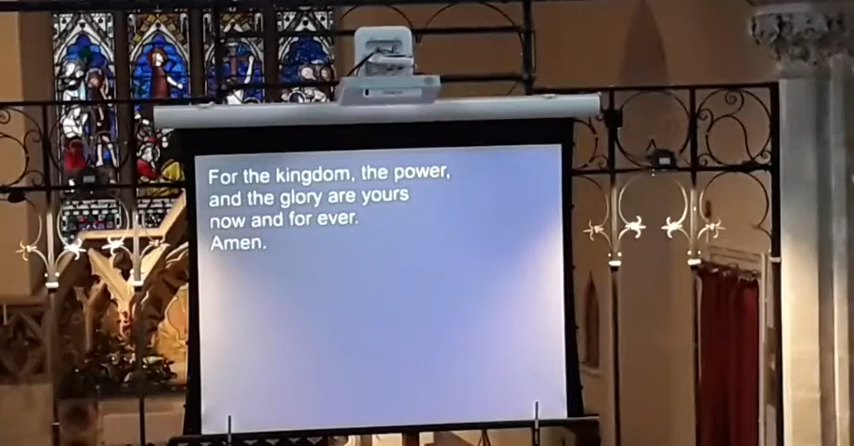 For the kingdom, the power,
and the glory are yours
now and for ever.
Amen.